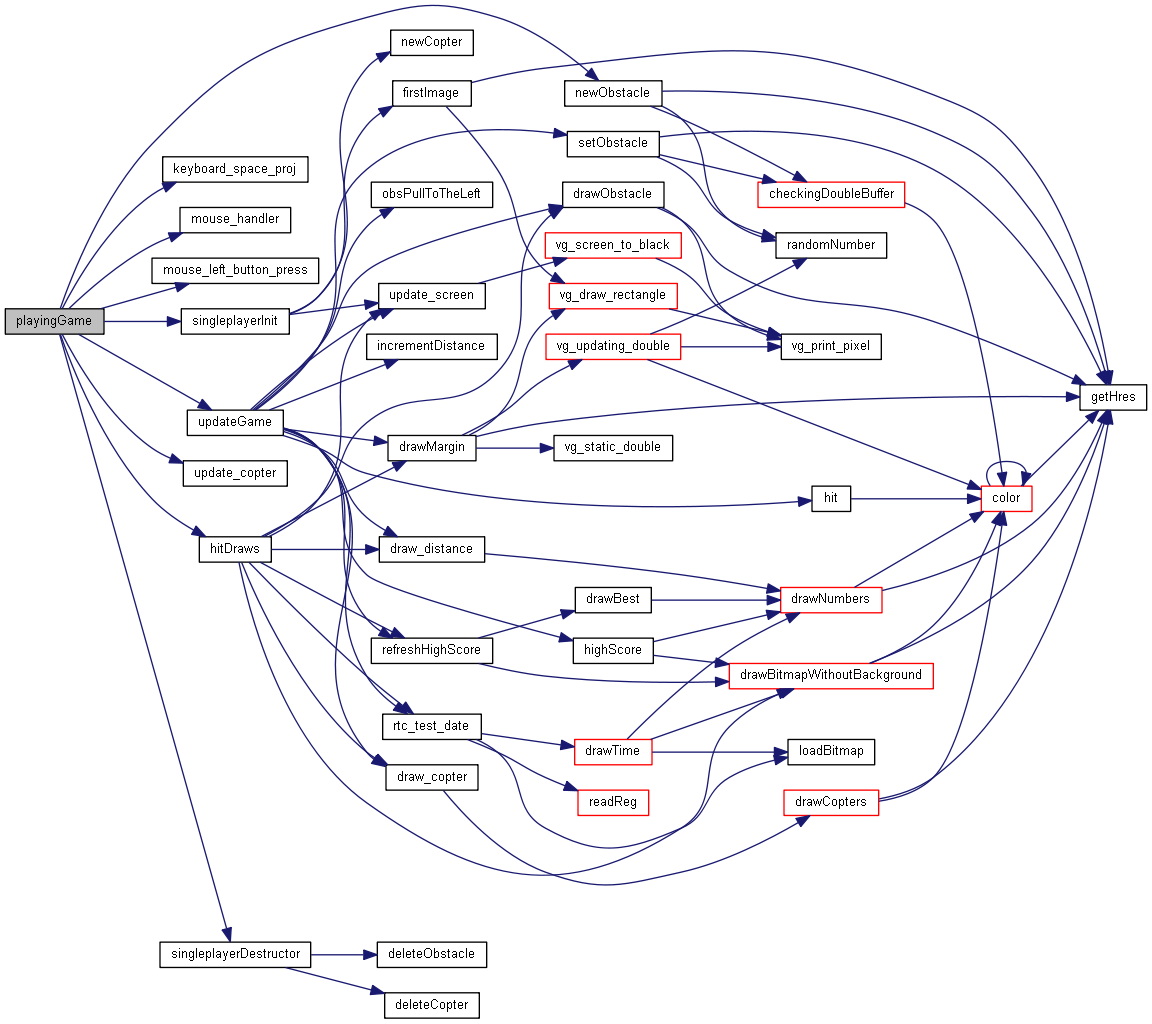 newCopter
firstImage
newObstacle
setObstacle
keyboard_space_proj
obsPullToTheLeft
drawObstacle
checkingDoubleBuffer
mouse_handler
vg_screen_to_black
randomNumber
mouse_left_button_press
update_screen
vg_draw_rectangle
playingGame
singleplayerInit
incrementDistance
vg_updating_double
vg_print_pixel
getHres
updateGame
drawMargin
vg_static_double
update_copter
hit
color
hitDraws
draw_distance
drawBest
drawNumbers
refreshHighScore
highScore
drawBitmapWithoutBackground
rtc_test_date
drawTime
loadBitmap
draw_copter
readReg
drawCopters
singleplayerDestructor
deleteObstacle
deleteCopter